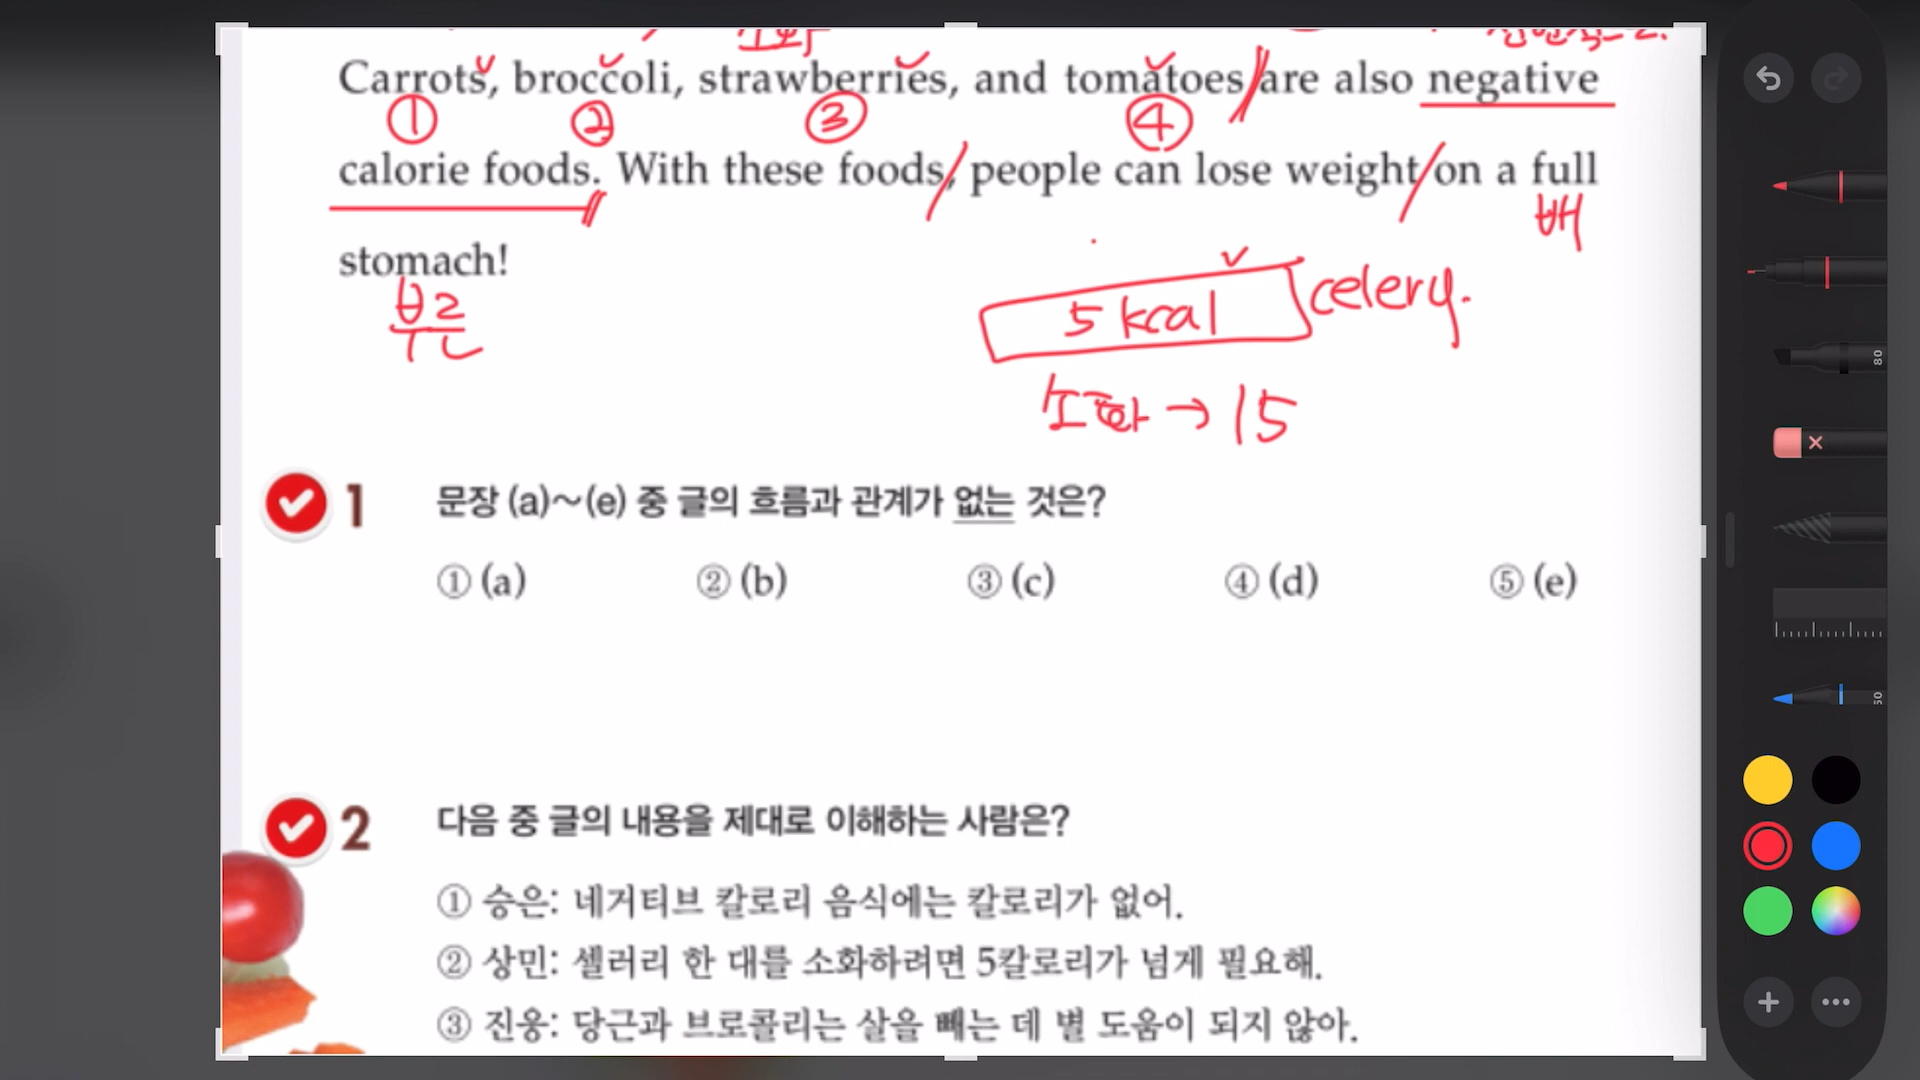 소화
Carrots, broccoli, strawberries, and tomatoes are also negative
① ② ③ ④
calorie foods. With these foods, people can lose weight on a full
배
stomach!
부른
5 kcal celery.
소화 → 15
1 문장 (a)~(e) 중 글의 흐름과 관계가 없는 것은?
① (a) ② (b) ③ (c) ④ (d) ⑤ (e)
2 다음 중 글의 내용을 제대로 이해하는 사람은?
① 승은: 네거티브 칼로리 음식에는 칼로리가 없어.
② 상민: 셀러리 한 대를 소화하려면 5칼로리가 넘게 필요해.
③ 진웅: 당근과 브로콜리는 살을 빼는 데 별 도움이 되지 않아.
80
50